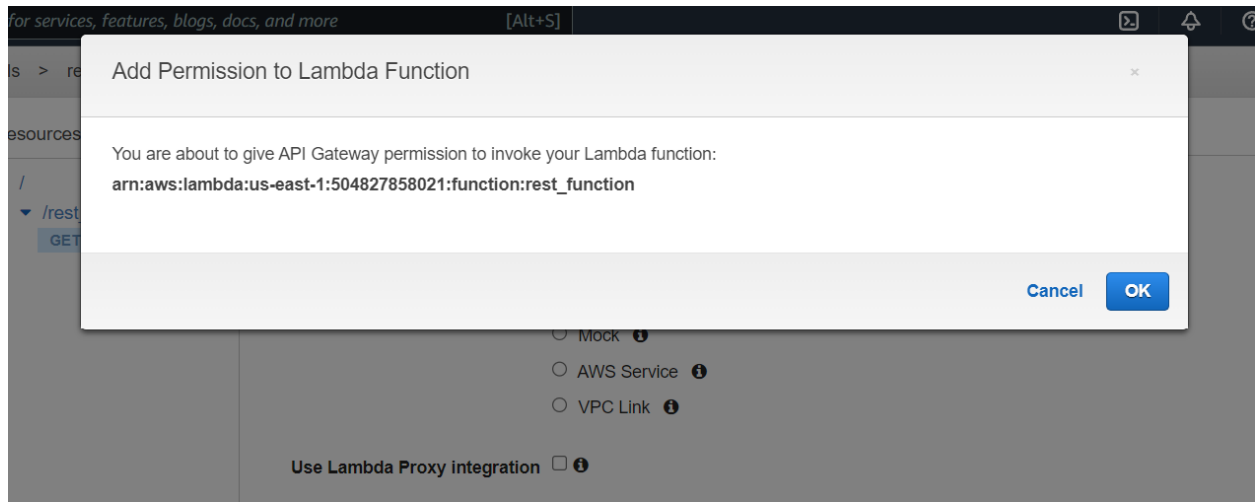 for services, features, blogs, docs, and more [Alt+S]
> re
Add Permission to Lambda Function ×
esources
You are about to give API Gateway permission to invoke your Lambda function:
arn:aws:lambda:us-east-1:504827858021:function:rest_function
/
/rest
GET
Cancel OK
Mock
AWS Service
VPC Link
Use Lambda Proxy integration